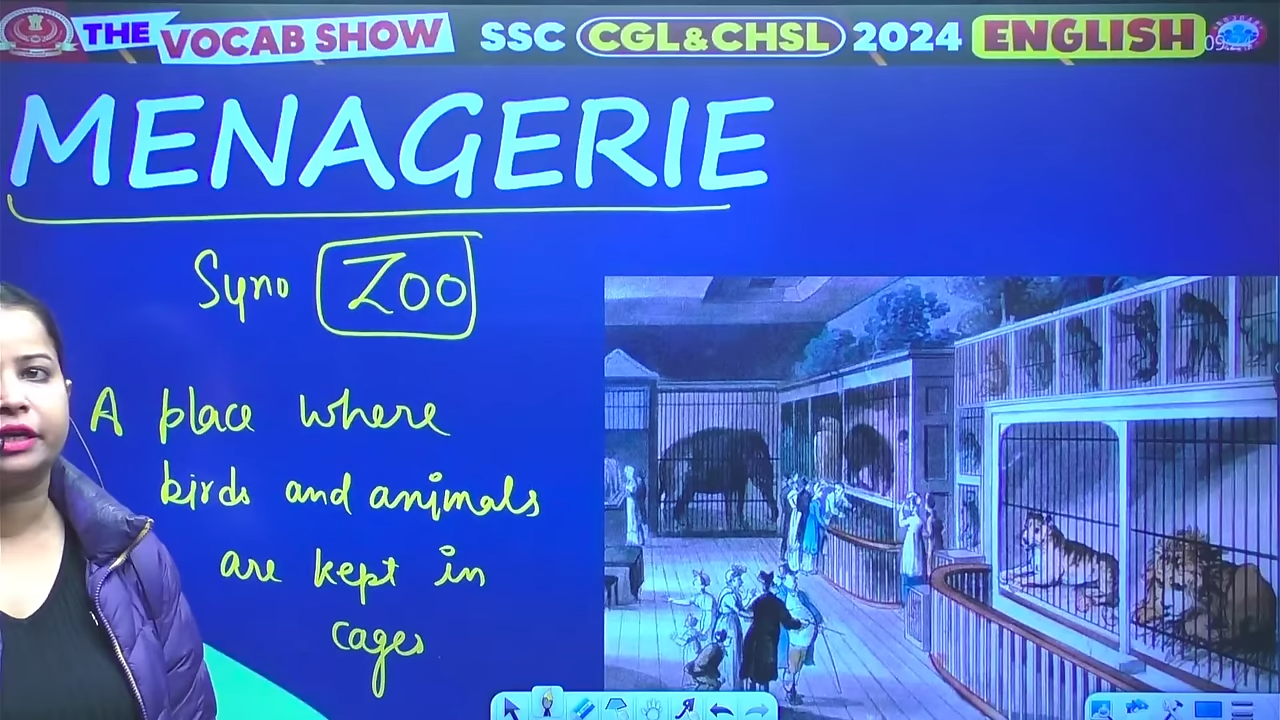 THE VOCAB SHOW SSC CGL & CHSL 2024 ENGLISH
MENAGERIE
Syno Zoo
A place where
birds and animals
are kept in
cages